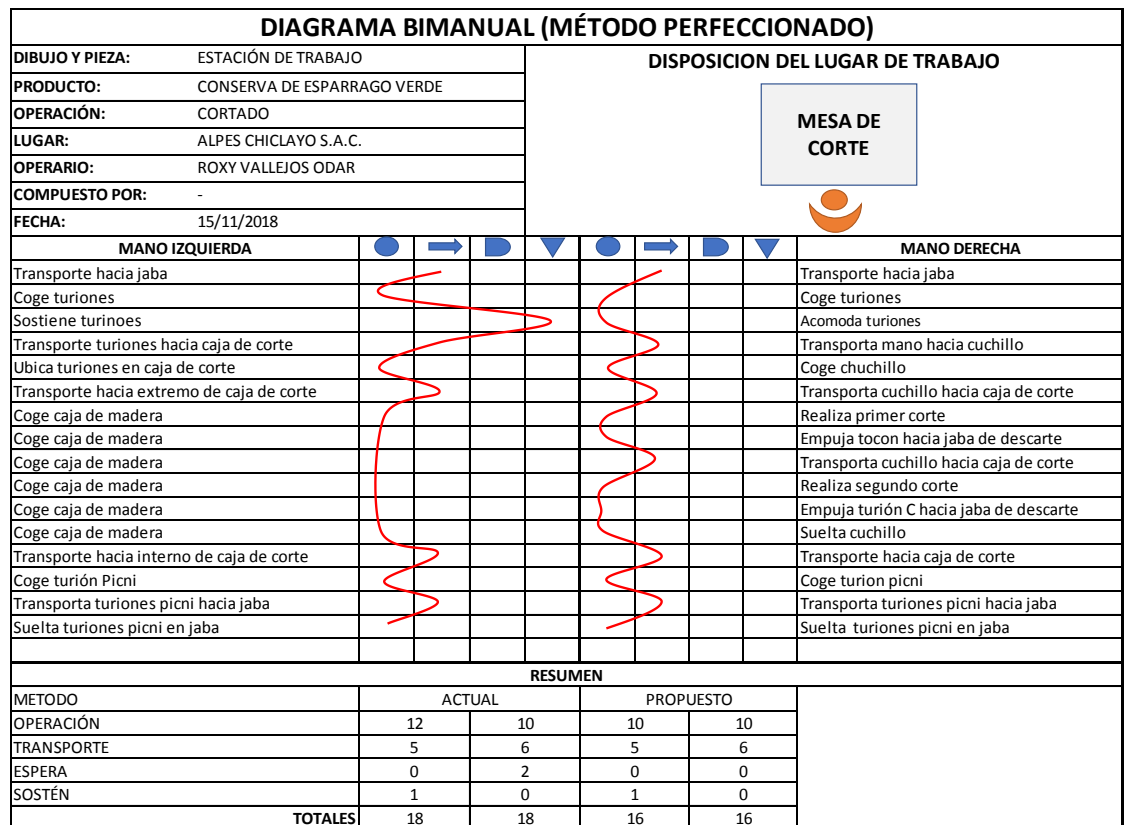 DIAGRAMA BIMANUAL (MÉTODO PERFECCIONADO)
DIBUJO Y PIEZA: ESTACIÓN DE TRABAJO
DISPOSICION DEL LUGAR DE TRABAJO
PRODUCTO: CONSERVA DE ESPARRAGO VERDE
OPERACIÓN: CORTADO
LUGAR: ALPES CHICLAYO S.A.C.
OPERARIO: ROXY VALLEJOS ODAR
COMPUESTO POR: -
FECHA: 15/11/2018
MESA DE
CORTE
MANO IZQUIERDA MANO DERECHA
Transporte hacia jaba Transporte hacia jaba
Coge turiones Coge turiones
Sostiene turinoes Acomoda turiones
Transporte turiones hacia caja de corte Transporta mano hacia cuchillo
Ubica turiones en caja de corte Coge chuchillo
Transporte hacia extremo de caja de corte Transporta cuchillo hacia caja de corte
Coge caja de madera Realiza primer corte
Coge caja de madera Empuja tocon hacia jaba de descarte
Coge caja de madera Transporta cuchillo hacia caja de corte
Coge caja de madera Realiza segundo corte
Coge caja de madera Empuja turión C hacia jaba de descarte
Coge caja de madera Suelta cuchillo
Transporte hacia interno de caja de corte Transporte hacia caja de corte
Coge turión Picni Coge turion picni
Transporta turiones picni hacia jaba Transporta turiones picni hacia jaba
Suelta turiones picni en jaba Suelta turiones picni en jaba
RESUMEN
METODO ACTUAL PROPUESTO
OPERACIÓN 12 10 10 10
TRANSPORTE 5 6 5 6
ESPERA 0 2 0 0
SOSTÉN 1 0 1 0
TOTALES 18 18 16 16